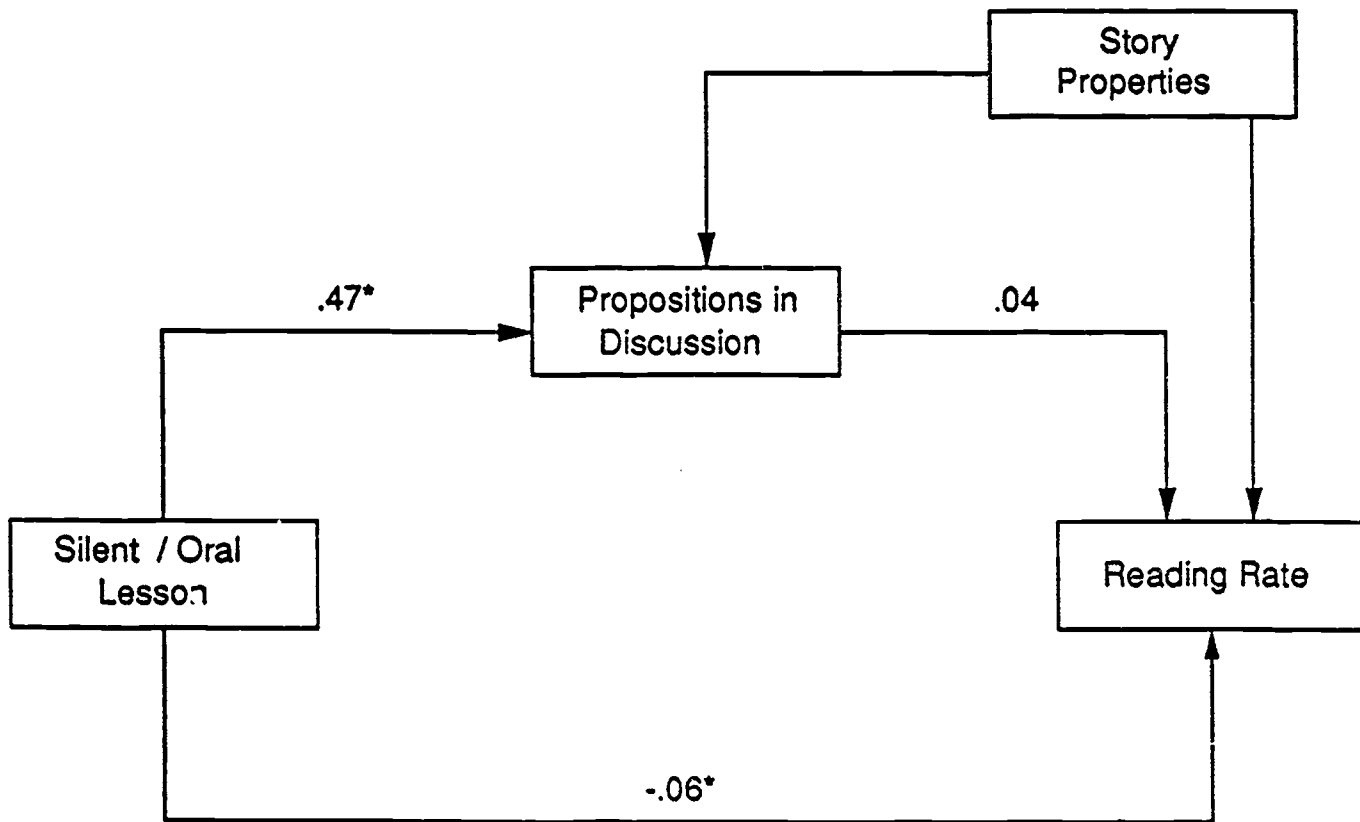 Story
Properties
.47*
Propositions in
Discussion
.04
Silent / Oral
Lesson
Reading Rate
-.06*